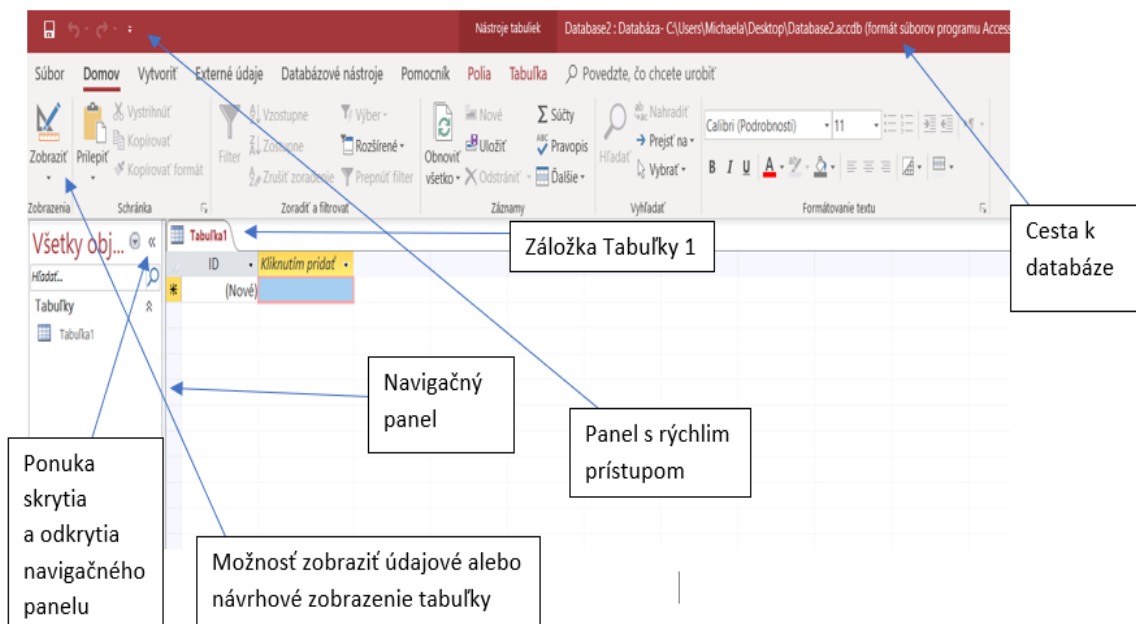 Nástroje tabuliek
Database2 : Databáza- C:\Users\Michaela\Desktop\Database2.accdb (formát súborov programu Access
Súbor Domov Vytvoriť Externé údaje Databázové nástroje Pomocník Polia Tabuľka Povedzte, čo chcete urobiť
Zobraziť
Prilepiť
Vystrihnúť
Kopírovať
Kopírovať formát
Filter
Vzostupne
Zostupne
Zrušiť zoradenie
Výber
Rozšírené
Prepnúť filter
Obnoviť
všetko
Nové
Uložiť
Odstrániť
Súčty
Pravopis
Ďalšie
Hľadať
Nahradiť
Prejsť na
Vybrať
Calibri (Podrobnosti) 11
B I U A
Zobrazenia Schránka Zoradiť a filtrovať Záznamy Vyhľadať Formátovanie textu
Všetky obj...
Hľadať...
Tabuľky
Tabuľka1
Tabuľka1
ID Kliknutím pridať
(Nové)
Záložka Tabuľky 1
Cesta k
databáze
Navigačný
panel
Panel s rýchlim
prístupom
Ponuka
skrytia
a odkrytia
navigačného
panelu
Možnosť zobraziť údajové alebo
návrhové zobrazenie tabuľky